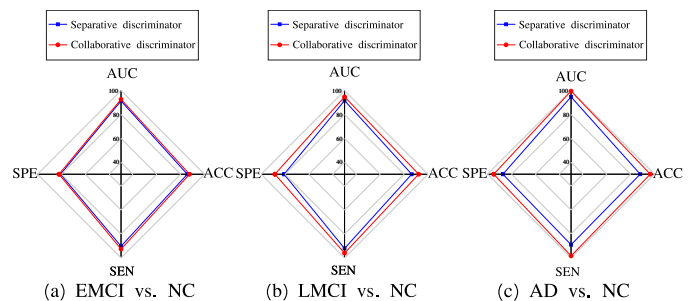 Separative discriminator
Collaborative discriminator
AUC
100
80
60
40
SPE
ACC
SEN
(a) EMCI vs. NC
Separative discriminator
Collaborative discriminator
AUC
100
80
60
40
SPE
ACC
SEN
(b) LMCI vs. NC
Separative discriminator
Collaborative discriminator
AUC
100
80
60
40
SPE
ACC
SEN
(c) AD vs. NC